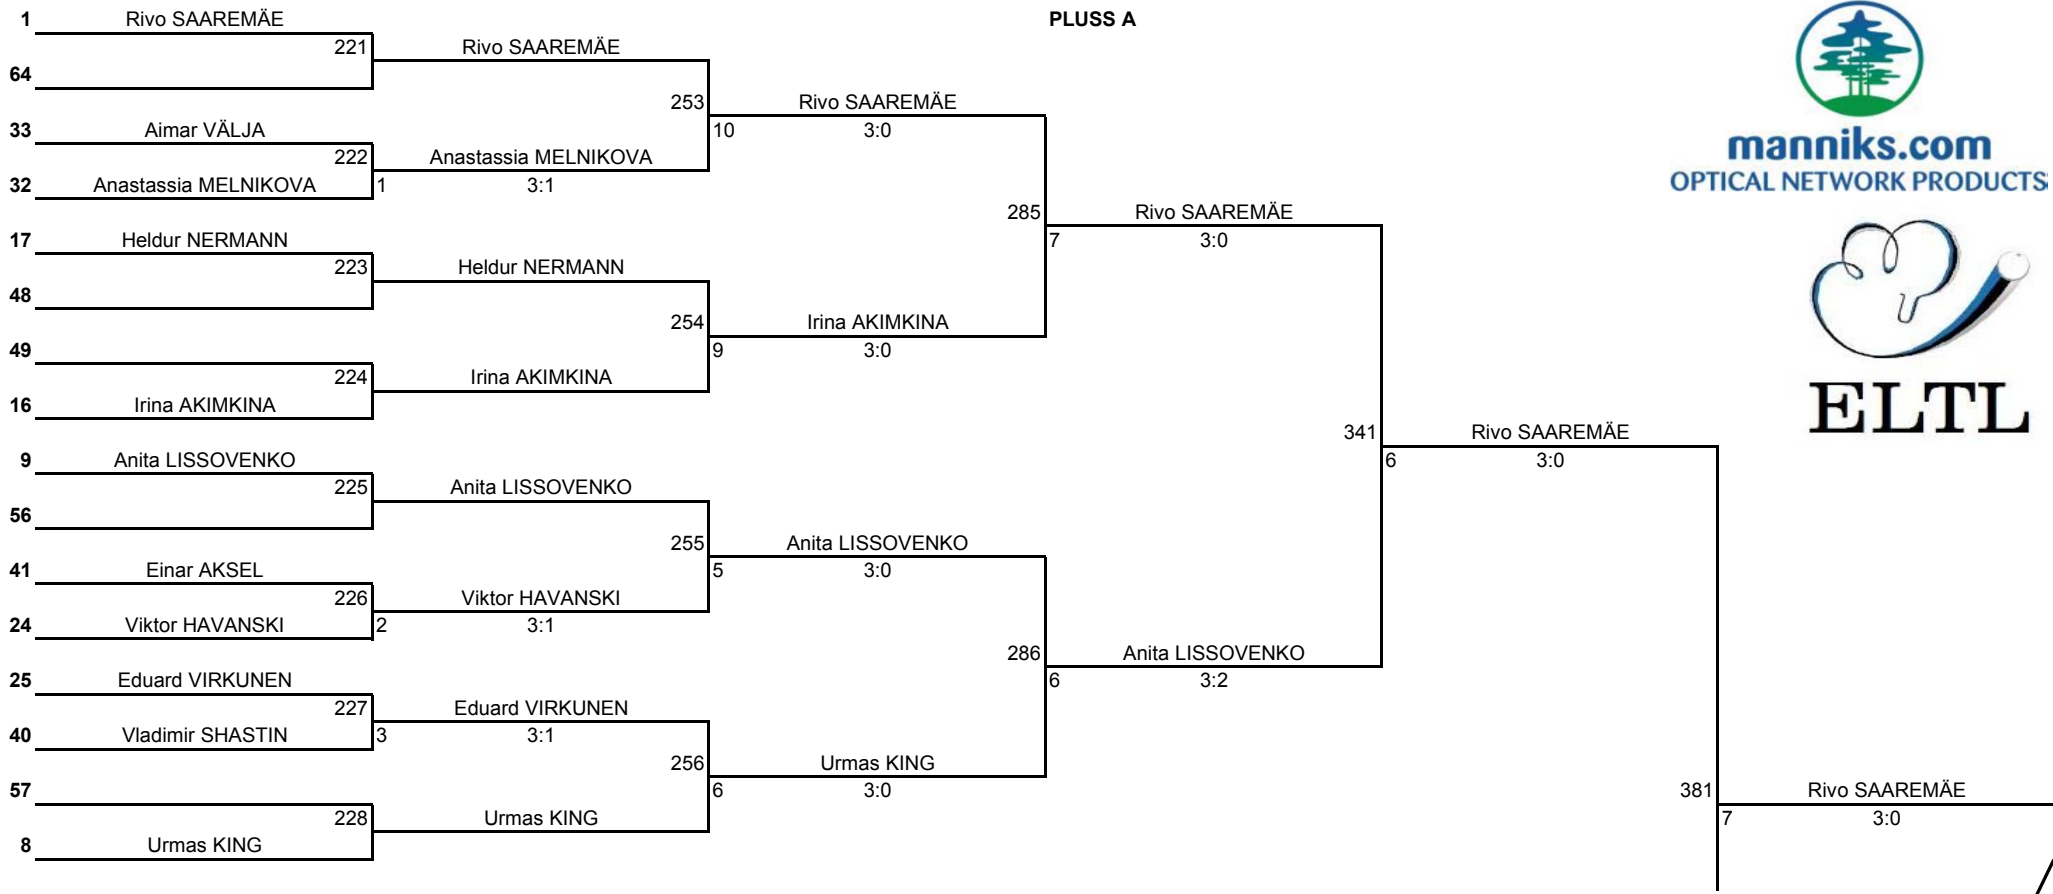 1 Rivo SAAREMÄE PLUSS A
221 Rivo SAAREMÄE
64
253 Rivo SAAREMÄE
33 Aimar VÄLJA 10 3:0
manniks.com
222 Anastassia MELNIKOVA
32 Anastassia MELNIKOVA 1 3:1
OPTICAL NETWORK PRODUCTS
285 Rivo SAAREMÄE
17 Heldur NERMANN 7 3:0
223 Heldur NERMANN
48
254 Irina AKIMKINA
49 9 3:0
224 Irina AKIMKINA
16 Irina AKIMKINA
ELTL
341 Rivo SAAREMÄE
9 Anita LISSOVENKO 6 3:0
225 Anita LISSOVENKO
56
255 Anita LISSOVENKO
41 Einar AKSEL 5 3:0
226 Viktor HAVANSKI
24 Viktor HAVANSKI 2 3:1
286 Anita LISSOVENKO
25 Eduard VIRKUNEN 6 3:2
227 Eduard VIRKUNEN
40 Vladimir SHASTIN 3 3:1
256 Urmas KING
57 6 3:0 381 Rivo SAAREMÄE
228 Urmas KING 7 3:0
8 Urmas KING